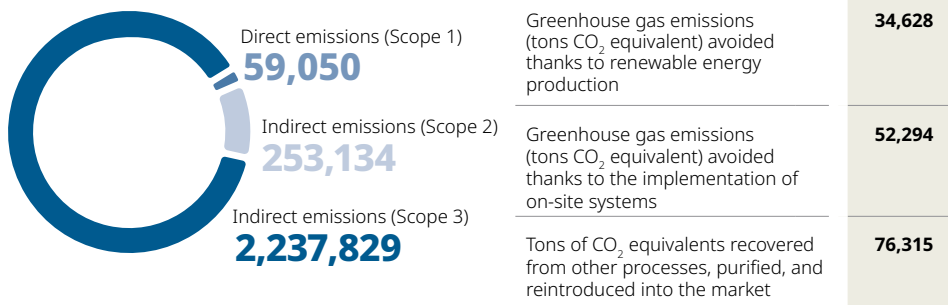 Direct emissions (Scope 1)
59,050
Indirect emissions (Scope 2)
253,134
Indirect emissions (Scope 3)
2,237,829
Greenhouse gas emissions
(tons CO₂ equivalent) avoided
thanks to renewable energy
production
34,628
Greenhouse gas emissions
(tons CO₂ equivalent) avoided
thanks to the implementation of
on-site systems
52,294
Tons of CO₂ equivalents recovered
from other processes, purified, and
reintroduced into the market
76,315